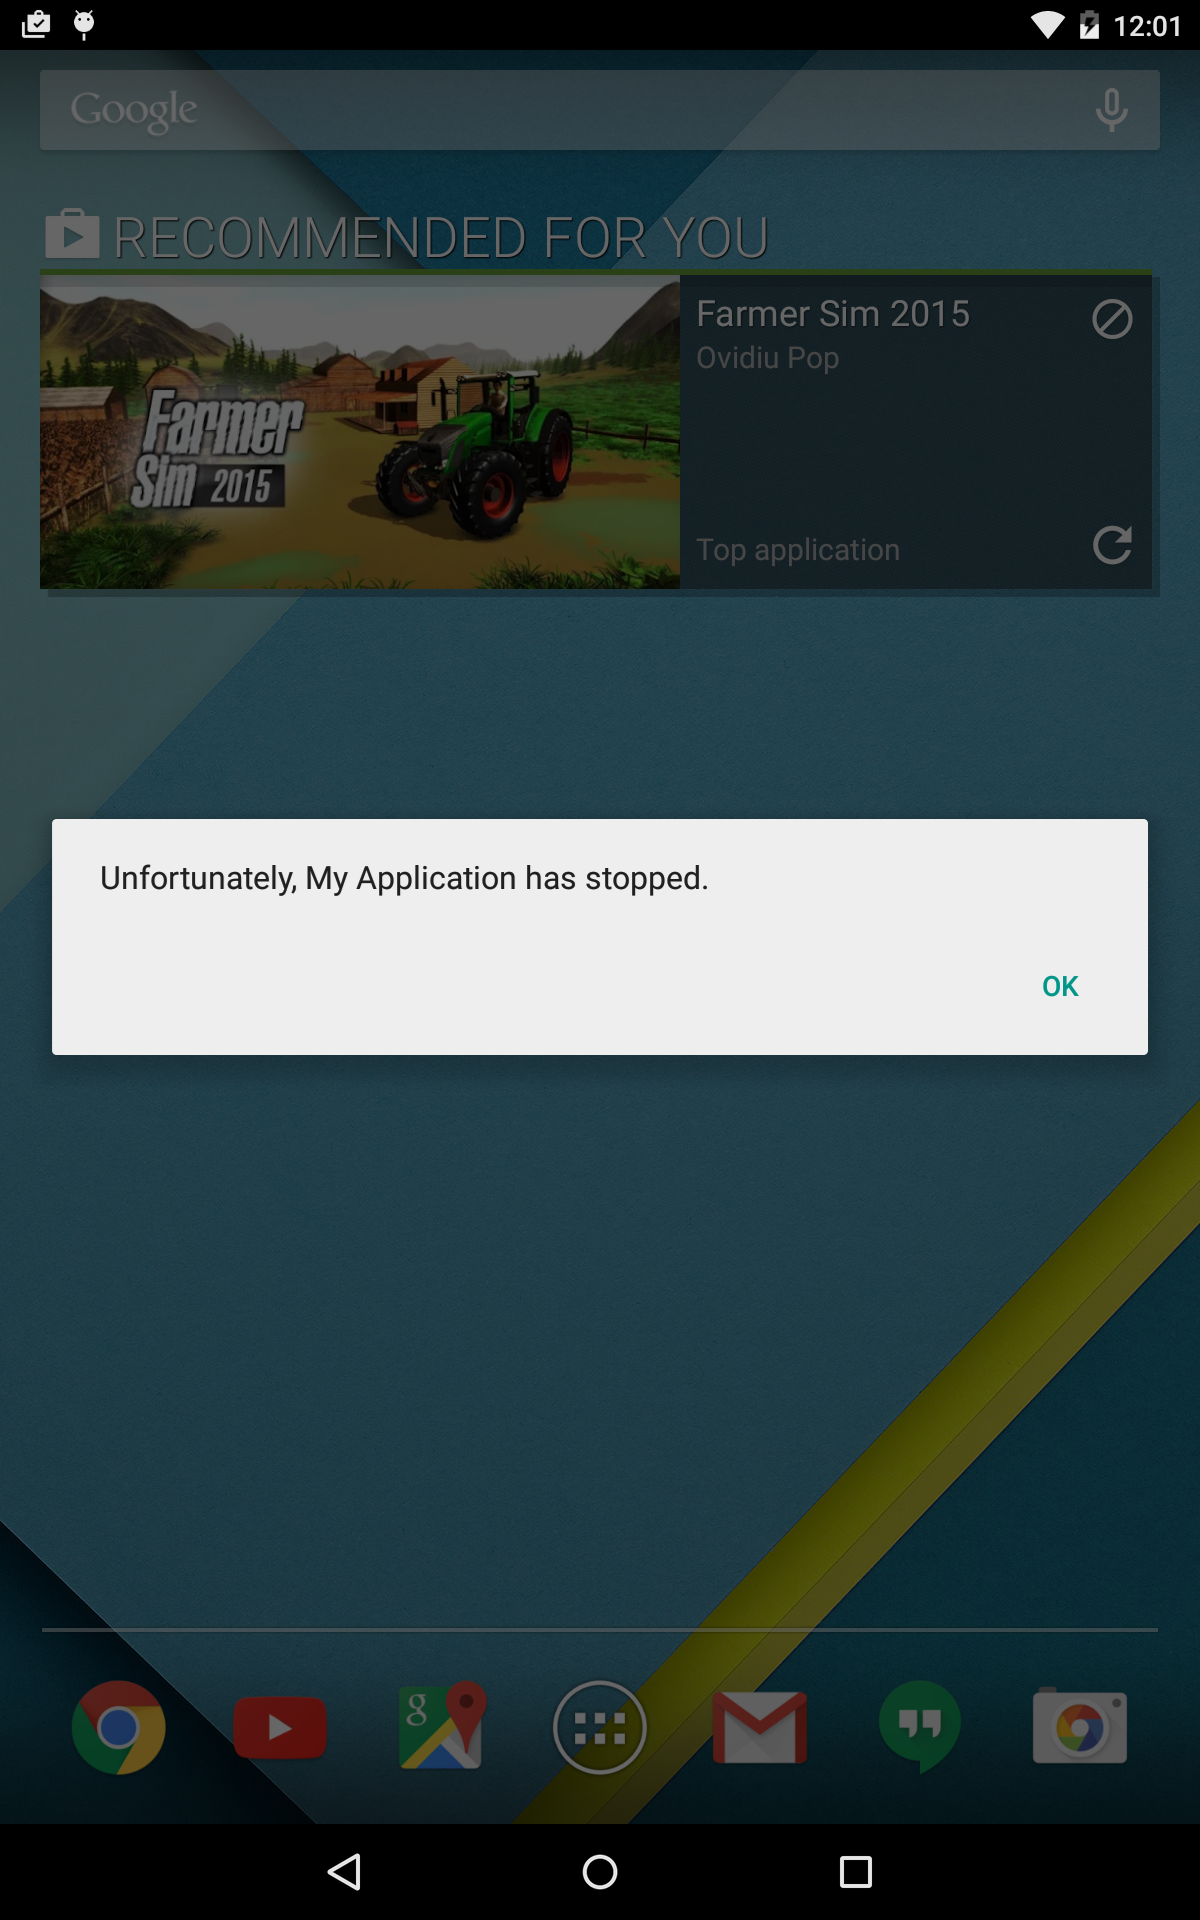 12:01
Google
RECOMMENDED FOR YOU
Farmer Sim 2015
Ovidiu Pop
Farmer
Sim 2015
Top application
Unfortunately, My Application has stopped.
OK
g